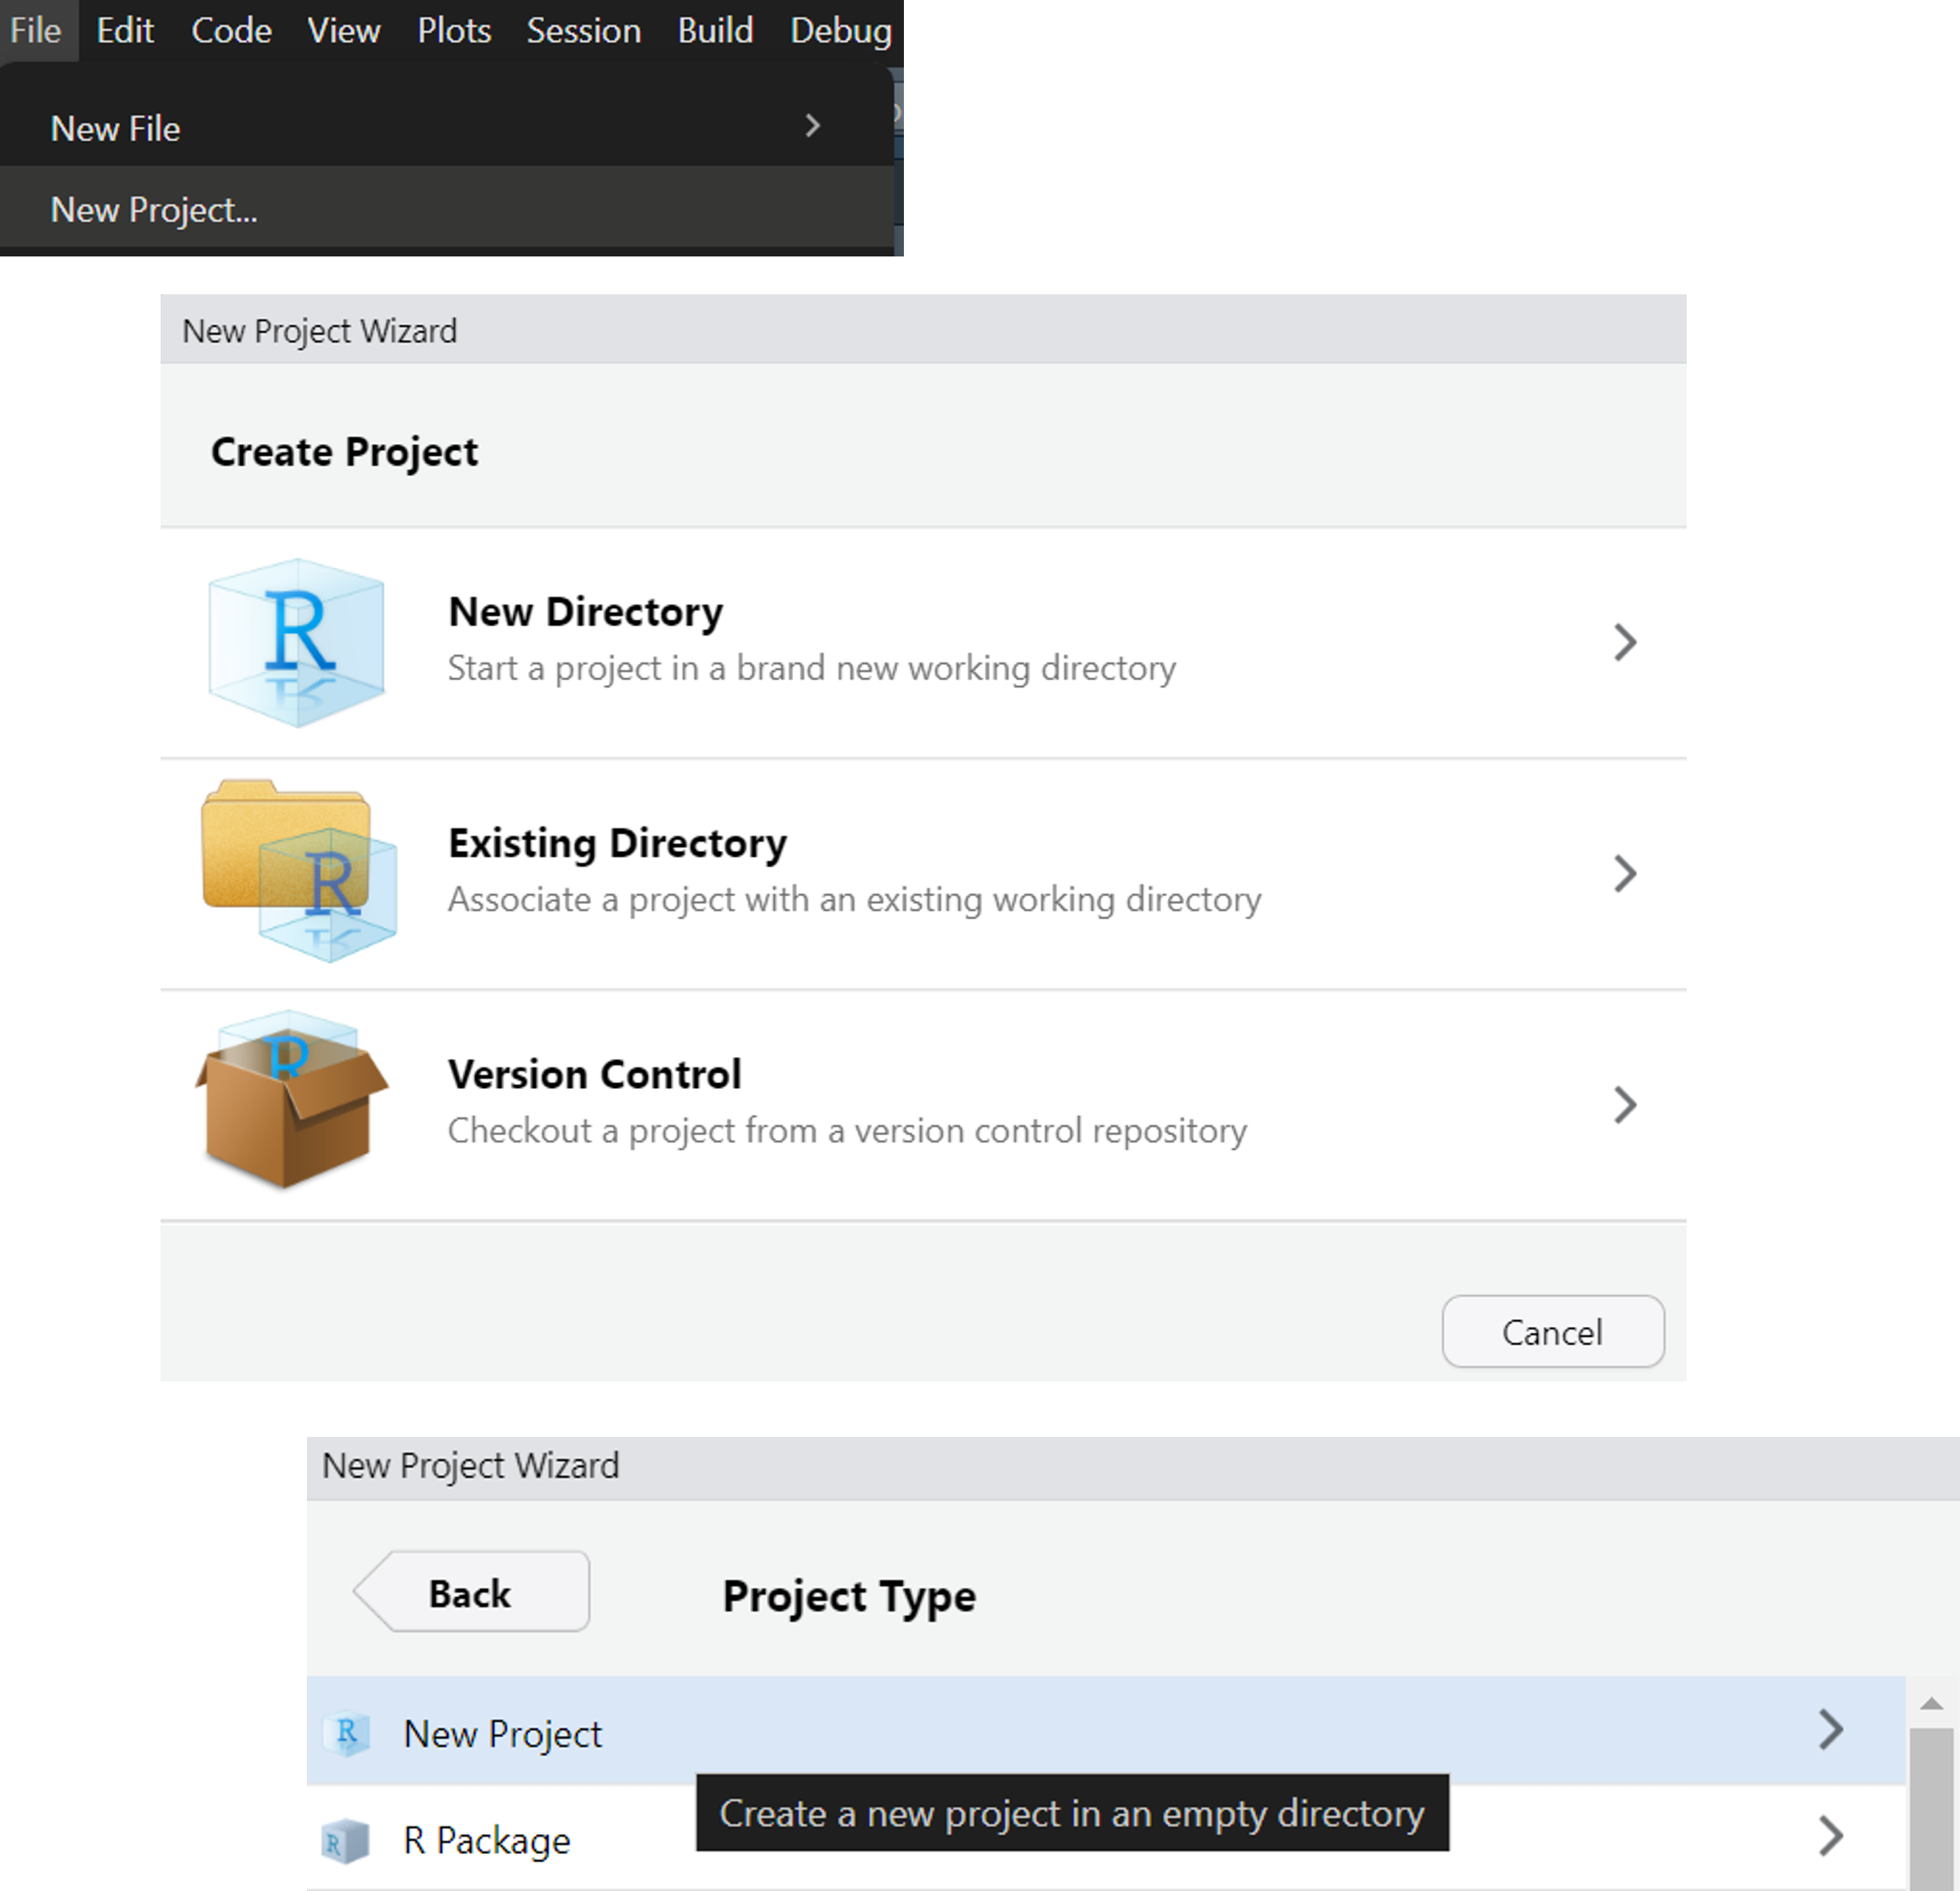 File Edit Code View Plots Session Build Debug
New File
New Project...
New Project Wizard
Create Project
R
New Directory
Start a project in a brand new working directory
R
Existing Directory
Associate a project with an existing working directory
R
Version Control
Checkout a project from a version control repository
Cancel
New Project Wizard
Back Project Type
R New Project
Create a new project in an empty directory
R R Package